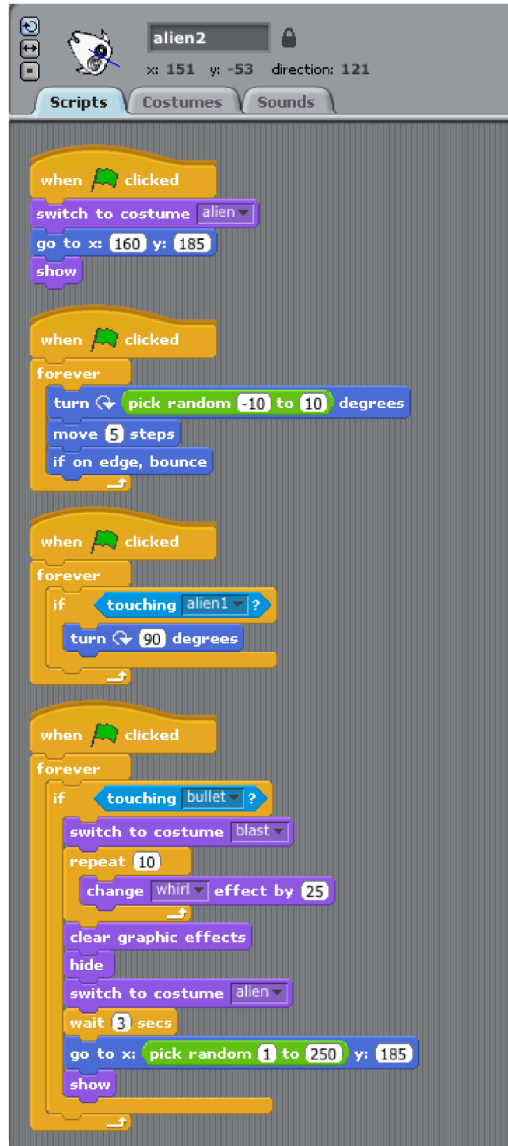 alien2
x: 151 y: -53 direction: 121
Scripts Costumes Sounds
when clicked
switch to costume alien
go to x: 160 y: 185
show
when clicked
forever
turn pick random -10 to 10 degrees
move 5 steps
if on edge, bounce
when clicked
forever
if touching alien1 ?
turn 90 degrees
when clicked
forever
if touching bullet ?
switch to costume blast
repeat 10
change whirl effect by 25
clear graphic effects
hide
switch to costume alien
wait 3 secs
go to x: pick random 1 to 250 y: 185
show